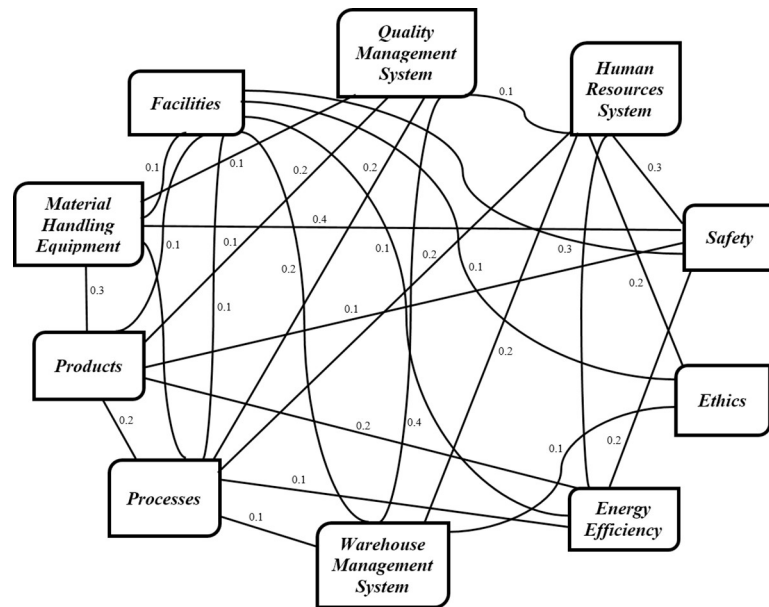 Quality
Management
System
Human
Resources
System
Facilities
Material
Handling
Equipment
Safety
Products
Ethics
Processes
Energy
Efficiency
Warehouse
Management
System
0.1
0.3
0.1
0.1
0.2
0.2
0.4
0.1
0.1
0.1
0.2
0.3
0.2
0.1
0.2
0.3
0.1
0.1
0.2
0.2
0.2
0.4
0.2
0.1
0.1
0.1